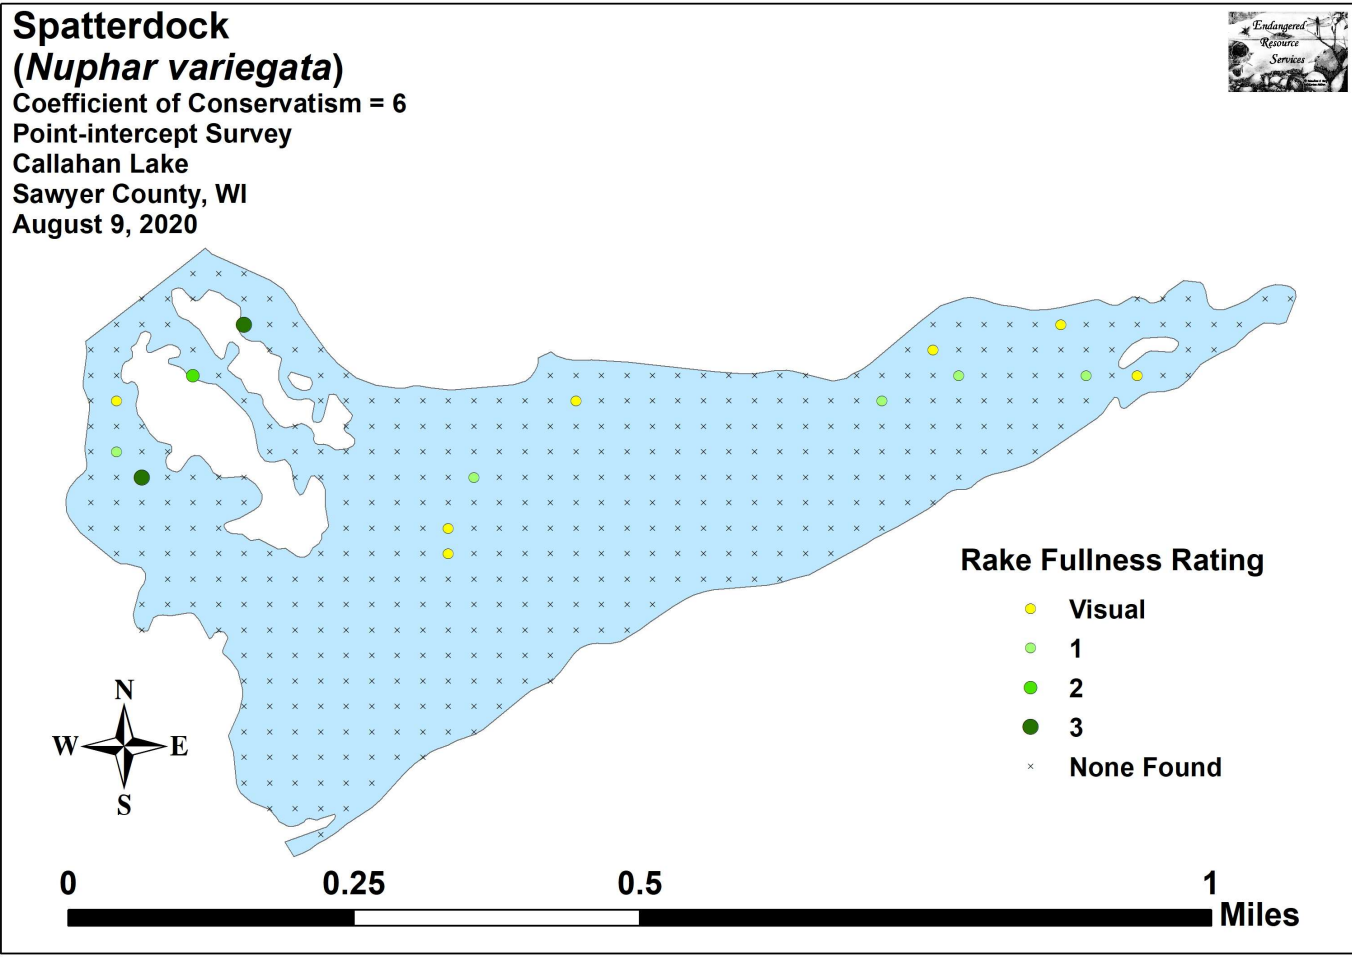 Spatterdock
(Nuphar variegata)
Coefficient of Conservatism = 6
Point-intercept Survey
Callahan Lake
Sawyer County, WI
August 9, 2020
Endangered
Resource
Services
Rake Fullness Rating
Visual
1
2
3
None Found
N
W E
S
0 0.25 0.5 1
Miles